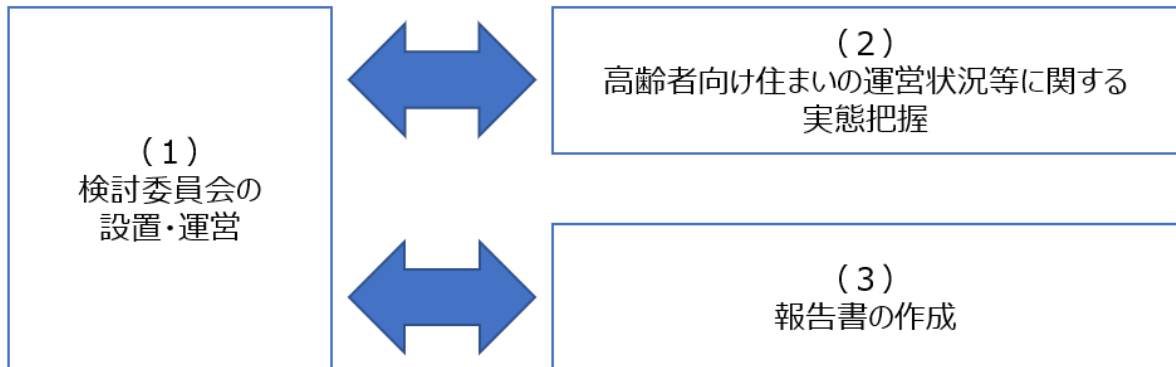 （１）
検討委員会の
設置・運営
（２）
高齢者向け住まいの運営状況等に関する
実態把握
（３）
報告書の作成